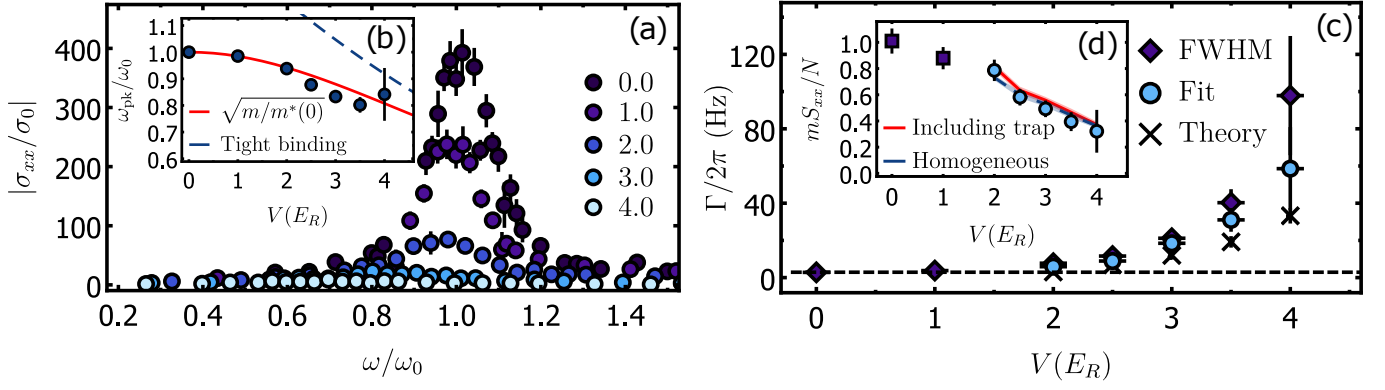 (a)
400
300
200
100
0
|σxx/σ0|
0.2 0.4 0.6 0.8 1.0 1.2 1.4
ω/ω0
0.0
1.0
2.0
3.0
4.0
(b)
1.1
1.0
0.9
0.8
0.7
0.6
ωpk/ω0
√m/m*(0)
Tight binding
0 1 2 3 4
V(ER)
(c)
120
80
40
0
Γ/2π (Hz)
0 1 2 3 4
V(ER)
FWHM
Fit
Theory
(d)
1.0
0.8
0.6
0.4
0.2
0.0
mSxx/N
Including trap
Homogeneous
0 1 2 3 4
V(ER)